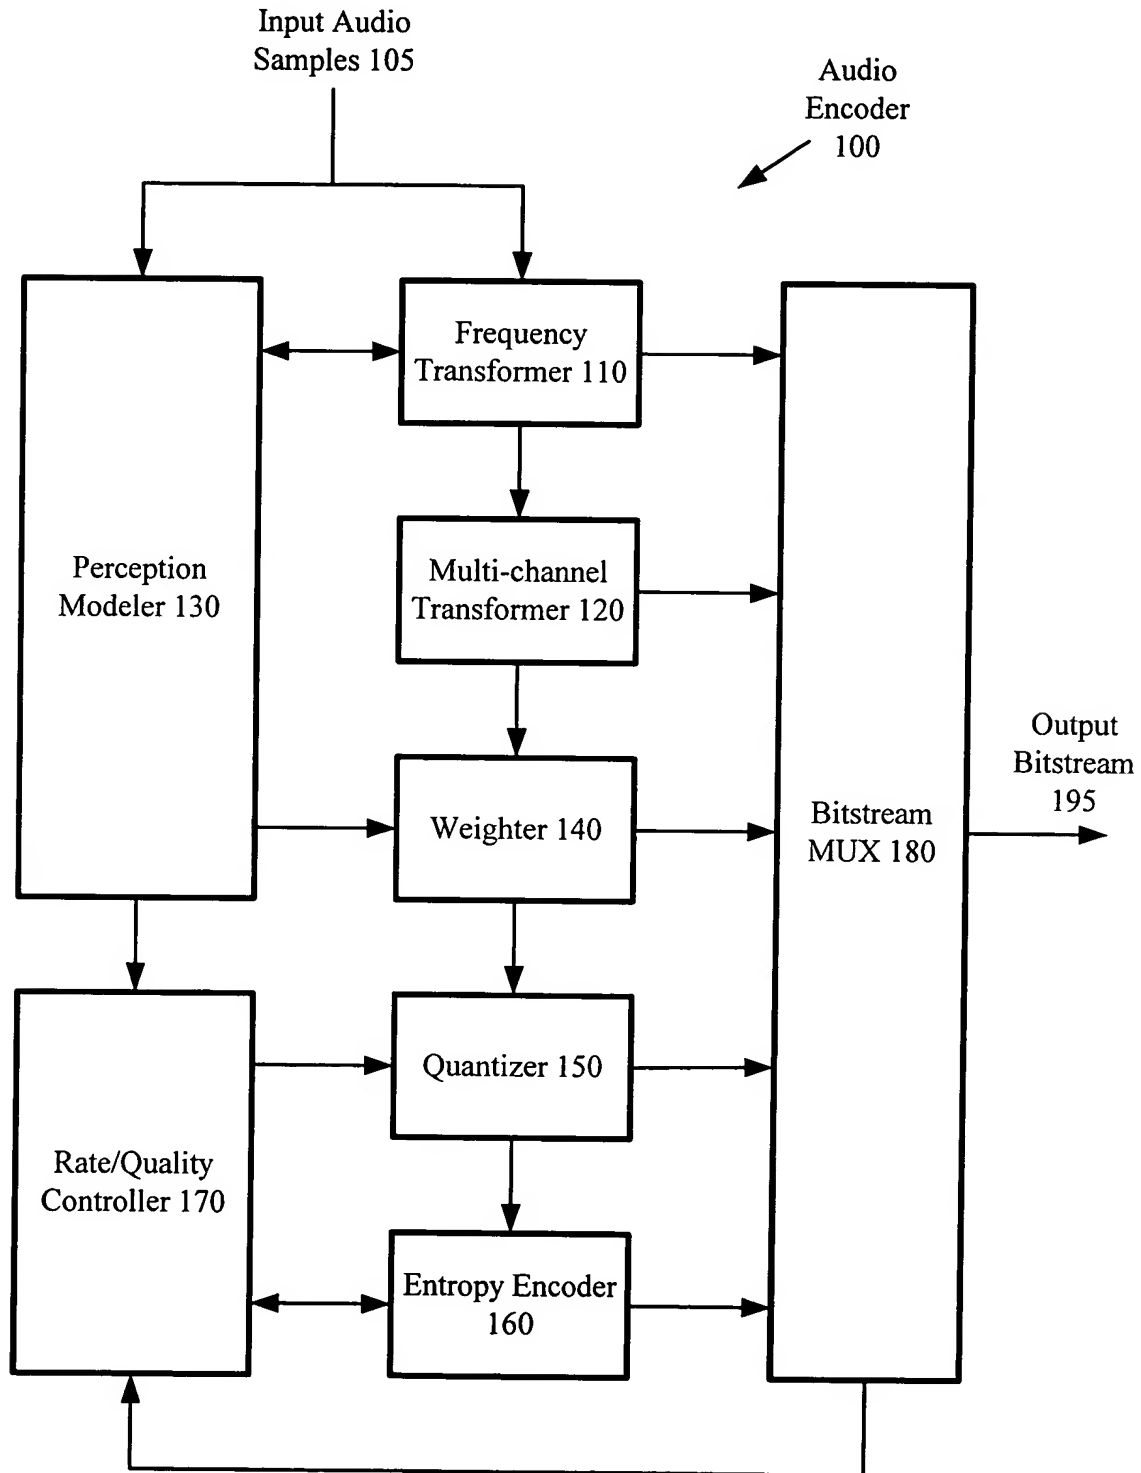 Input Audio
Samples 105
Audio
Encoder
100
Frequency
Transformer 110
Perception
Modeler 130
Multi-channel
Transformer 120
Weighter 140
Bitstream
MUX 180
Output
Bitstream
195
Quantizer 150
Rate/Quality
Controller 170
Entropy Encoder
160